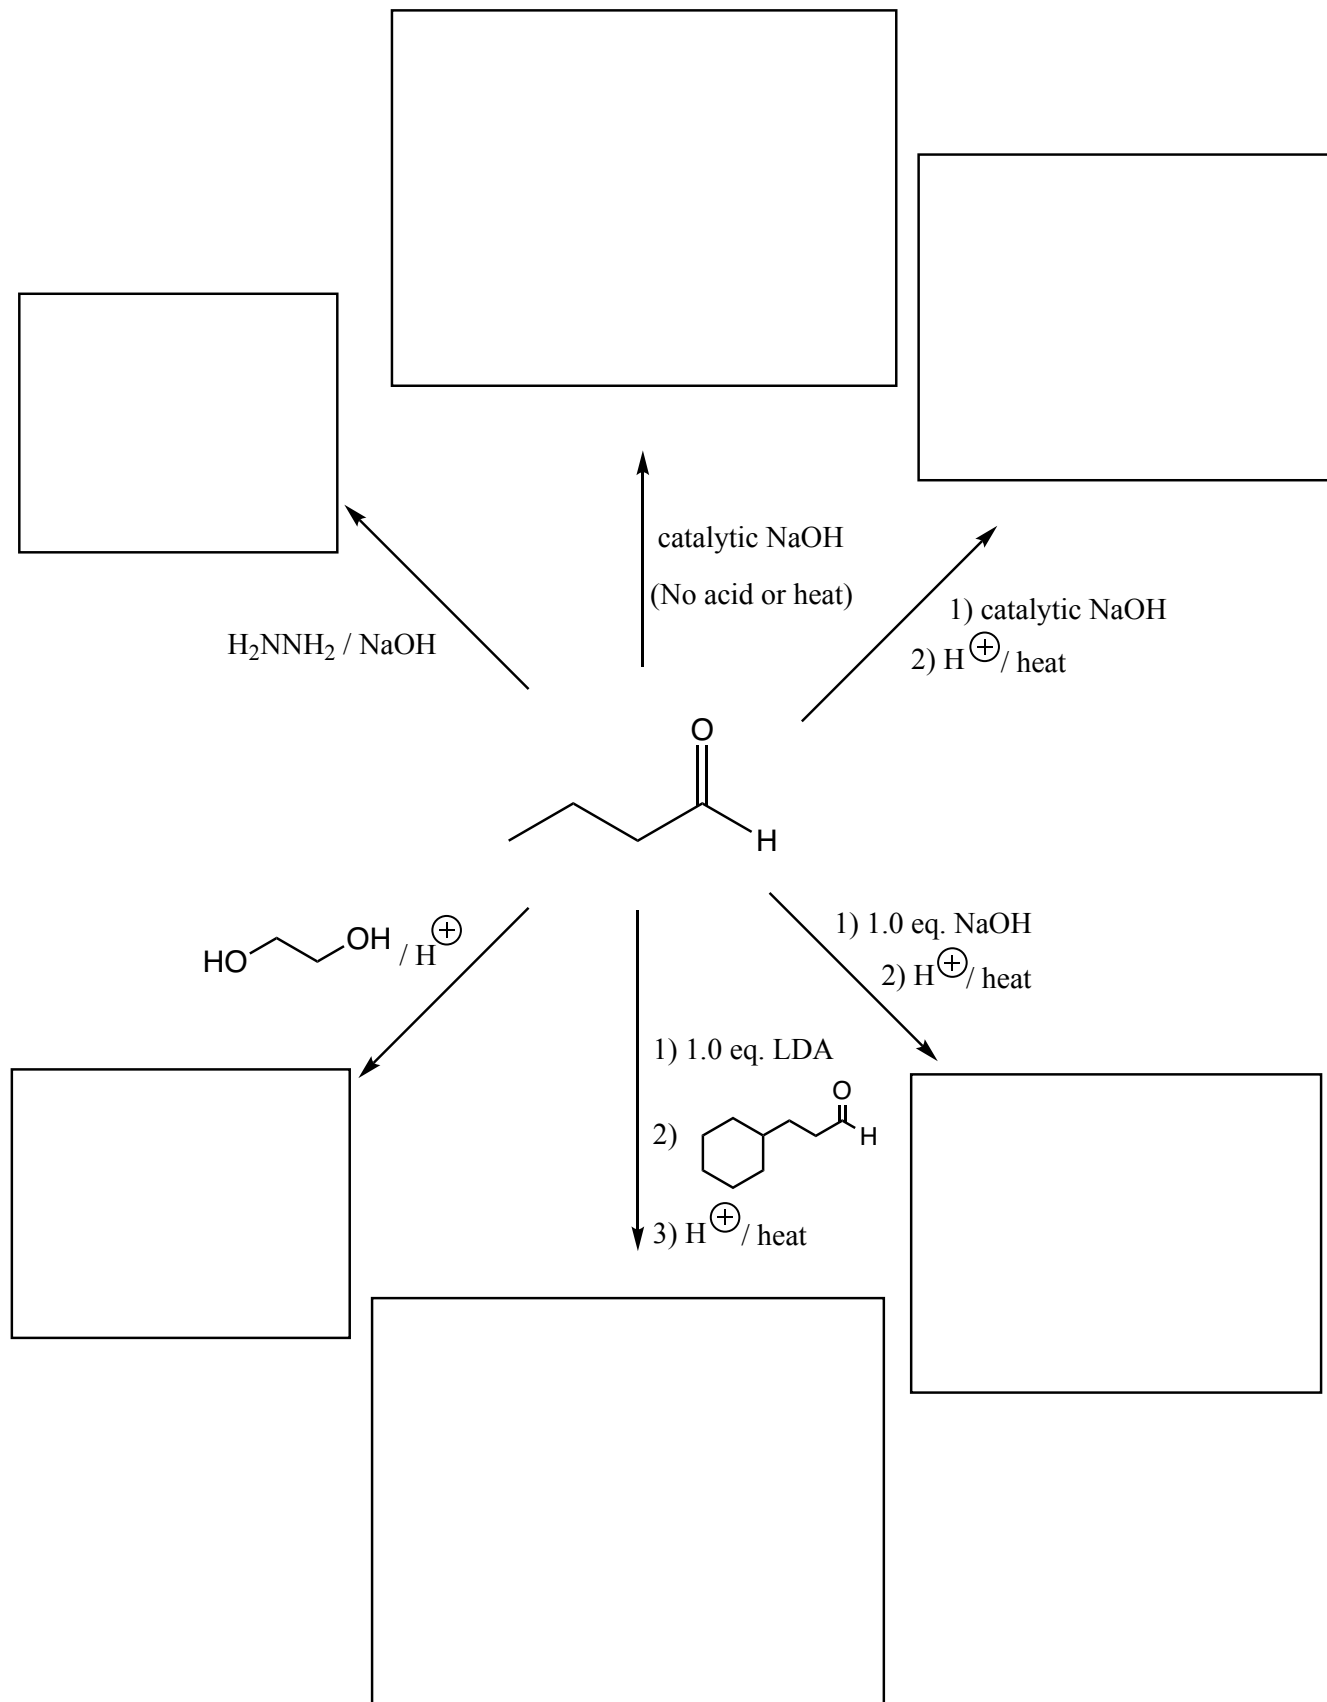 catalytic NaOH
(No acid or heat)
1) catalytic NaOH
2) H⊕/ heat
H₂NNH₂ / NaOH
O
H
HO
OH / H⊕
1) 1.0 eq. NaOH
2) H⊕/ heat
1) 1.0 eq. LDA
O
2)
H
3) H⊕/ heat